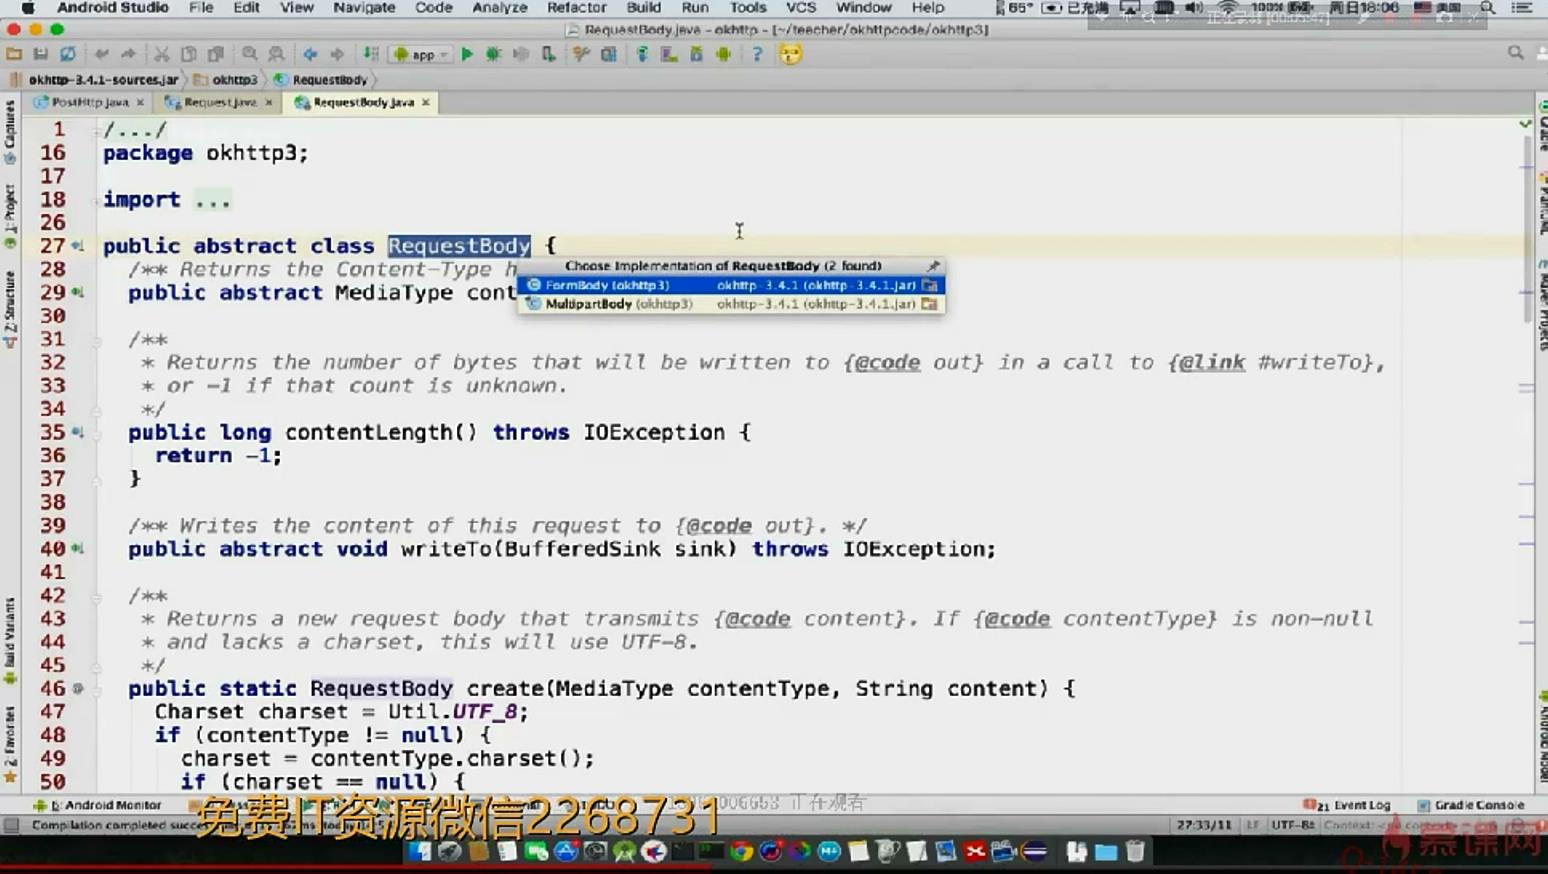 Android Studio File Edit View Navigate Code Analyze Refactor Build Run Tools VCS Window Help 65° 已充满 100% 周日18:06 美国
RequestBody.java - okhttp - [~/teacher/okhttpcode/okhttp3]
app
okhttp-3.4.1-sources.jar okhttp3 RequestBody
PostHttp.java Request.java RequestBody.java
Captures
1: Project
Z: Structure
Build Variants
2: Favorites
1 /.../
16 package okhttp3;
17
18 import ...
26
27 public abstract class RequestBody {
28 /** Returns the Content-Type h
29 public abstract MediaType cont
Choose Implementation of RequestBody (2 found)
FormBody (okhttp3) okhttp-3.4.1 (okhttp-3.4.1.jar)
MultipartBody (okhttp3) okhttp-3.4.1 (okhttp-3.4.1.jar)
30
31 /**
32 * Returns the number of bytes that will be written to {@code out} in a call to {@link #writeTo},
33 * or -1 if that count is unknown.
34 */
35 public long contentLength() throws IOException {
36 return -1;
37 }
38
39 /** Writes the content of this request to {@code out}. */
40 public abstract void writeTo(BufferedSink sink) throws IOException;
41
42 /**
43 * Returns a new request body that transmits {@code content}. If {@code contentType} is non-null
44 * and lacks a charset, this will use UTF-8.
45 */
46 public static RequestBody create(MediaType contentType, String content) {
47 Charset charset = Util.UTF_8;
48 if (contentType != null) {
49 charset = contentType.charset();
50 if (charset == null) {
6: Android Monitor
正在观看
21 Event Log Gradle Console
免费IT资源微信2268731
Compilation completed succes
27:33/11 LF UTF-8 Context:
慕课网